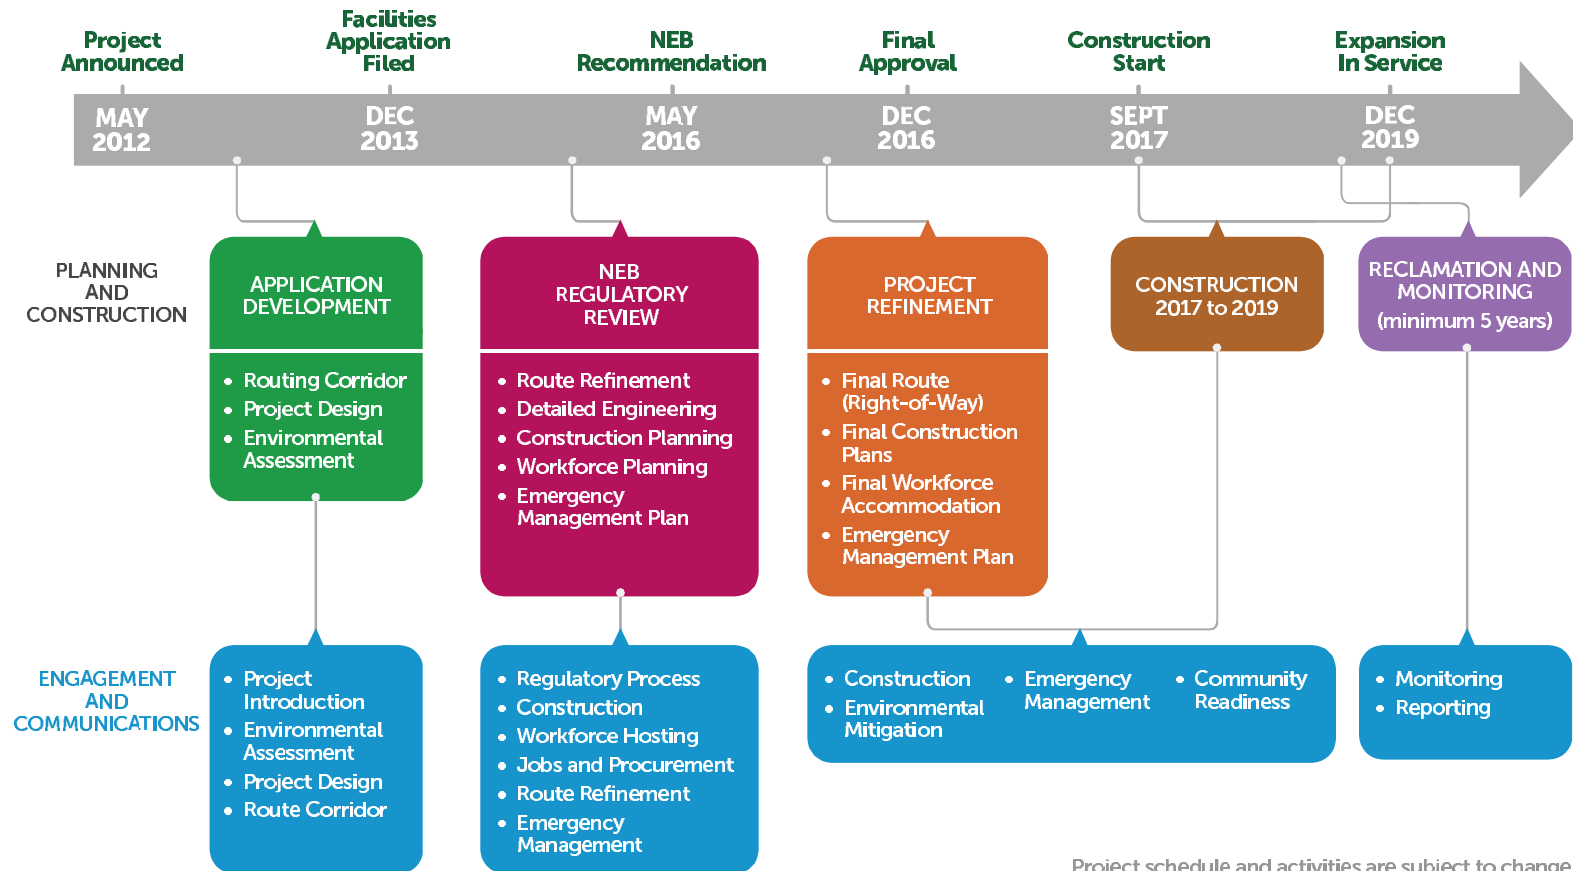 Project
Announced
Facilities
Application
Filed
NEB
Recommendation
Final
Approval
Construction
Start
Expansion
In Service
MAY
2012
DEC
2013
MAY
2016
DEC
2016
SEPT
2017
DEC
2019
PLANNING
AND
CONSTRUCTION
APPLICATION
DEVELOPMENT
• Routing Corridor
• Project Design
• Environmental
Assessment
NEB
REGULATORY
REVIEW
• Route Refinement
• Detailed Engineering
• Construction Planning
• Workforce Planning
• Emergency
Management Plan
PROJECT
REFINEMENT
• Final Route
(Right-of-Way)
• Final Construction
Plans
• Final Workforce
Accommodation
• Emergency
Management Plan
CONSTRUCTION
2017 to 2019
RECLAMATION AND
MONITORING
(minimum 5 years)
ENGAGEMENT
AND
COMMUNICATIONS
• Project
Introduction
• Environmental
Assessment
• Project Design
• Route Corridor
• Regulatory Process
• Construction
• Workforce Hosting
• Jobs and Procurement
• Route Refinement
• Emergency
Management
• Construction
• Environmental
Mitigation
• Emergency
Management
• Community
Readiness
• Monitoring
• Reporting
Project schedule and activities are subject to change